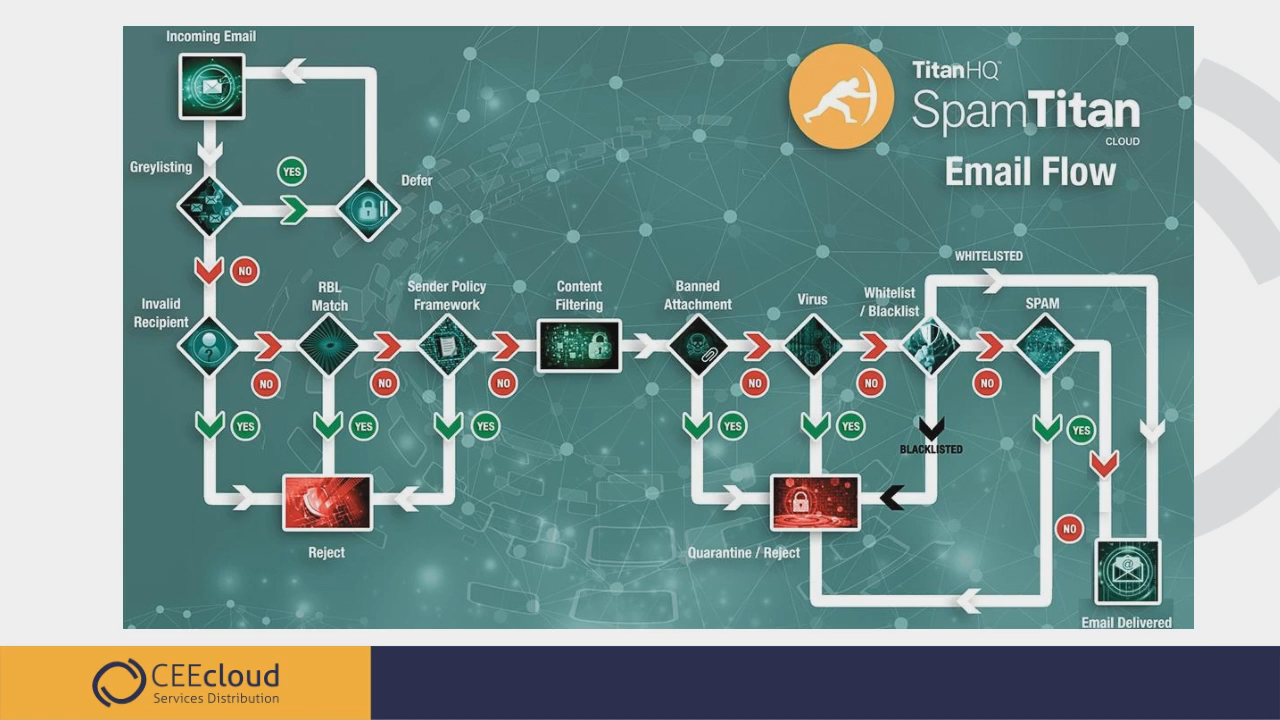 Incoming Email
TitanHQ™
SpamTitan
CLOUD
Email Flow
Greylisting
YES
Defer
NO
WHITELISTED
Invalid
Recipient
RBL
Match
Sender Policy
Framework
Content
Filtering
Banned
Attachment
Virus
Whitelist
/ Blacklist
SPAM
NO
NO
NO
NO
NO
NO
YES
YES
YES
YES
YES
BLACKLISTED
YES
NO
Reject
Quarantine / Reject
Email Delivered
@
CEEcloud
Services Distribution